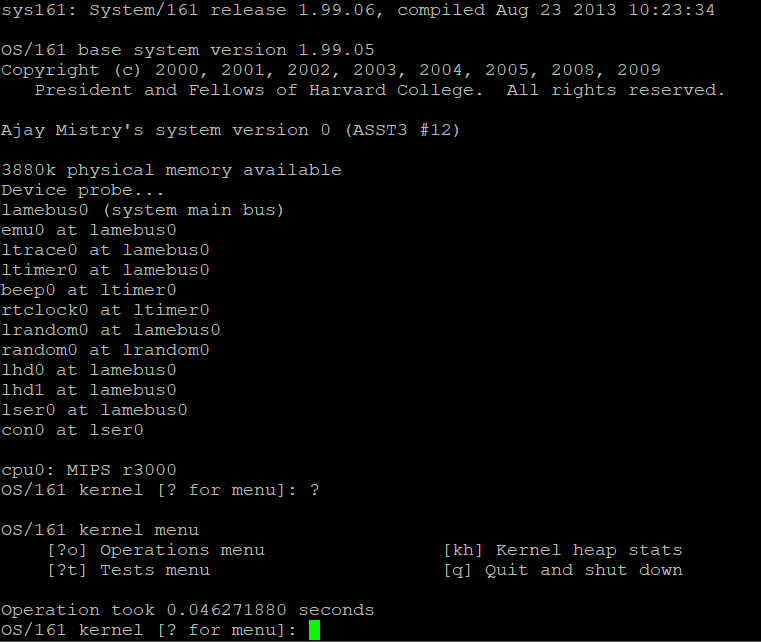 sys161: System/161 release 1.99.06, compiled Aug 23 2013 10:23:34
OS/161 base system version 1.99.05
Copyright (c) 2000, 2001, 2002, 2003, 2004, 2005, 2008, 2009
   President and Fellows of Harvard College.  All rights reserved.
Ajay Mistry's system version 0 (ASST3 #12)
3880k physical memory available
Device probe...
lamebus0 (system main bus)
emu0 at lamebus0
ltrace0 at lamebus0
ltimer0 at lamebus0
beep0 at ltimer0
rtclock0 at ltimer0
lrandom0 at lamebus0
random0 at lrandom0
lhd0 at lamebus0
lhd1 at lamebus0
lser0 at lamebus0
con0 at lser0
cpu0: MIPS r3000
OS/161 kernel [? for menu]: ?
OS/161 kernel menu
    [?o] Operations menu                [kh] Kernel heap stats
    [?t] Tests menu                     [q] Quit and shut down
Operation took 0.046271880 seconds
OS/161 kernel [? for menu]: